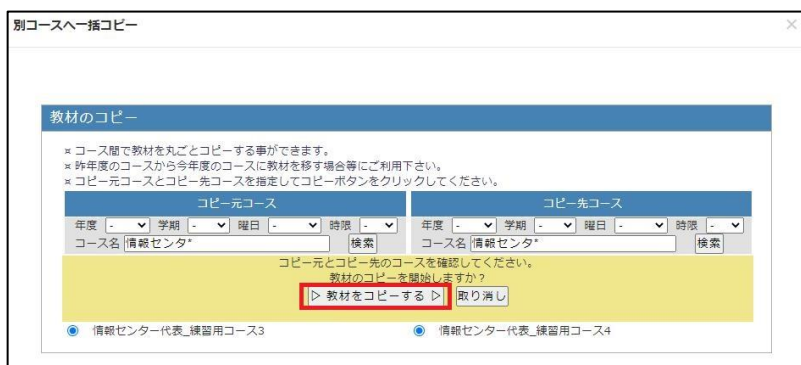 別コースへ一括コピー ×
教材のコピー
¤ コース間で教材を丸ごとコピーする事ができます。
¤ 昨年度のコースから今年度のコースに教材を移す場合等にご利用下さい。
¤ コピー元コースとコピー先コースを指定してコピーボタンをクリックしてください。
コピー元コース コピー先コース
年度 - 学期 - 曜日 - 時限 - 年度 - 学期 - 曜日 - 時限 -
コース名 情報センタ* 検索 コース名 情報センタ* 検索
コピー元とコピー先のコースを確認してください。
教材のコピーを開始しますか？
▷ 教材をコピーする ▷ 取り消し
情報センター代表_練習用コース3 情報センター代表_練習用コース4